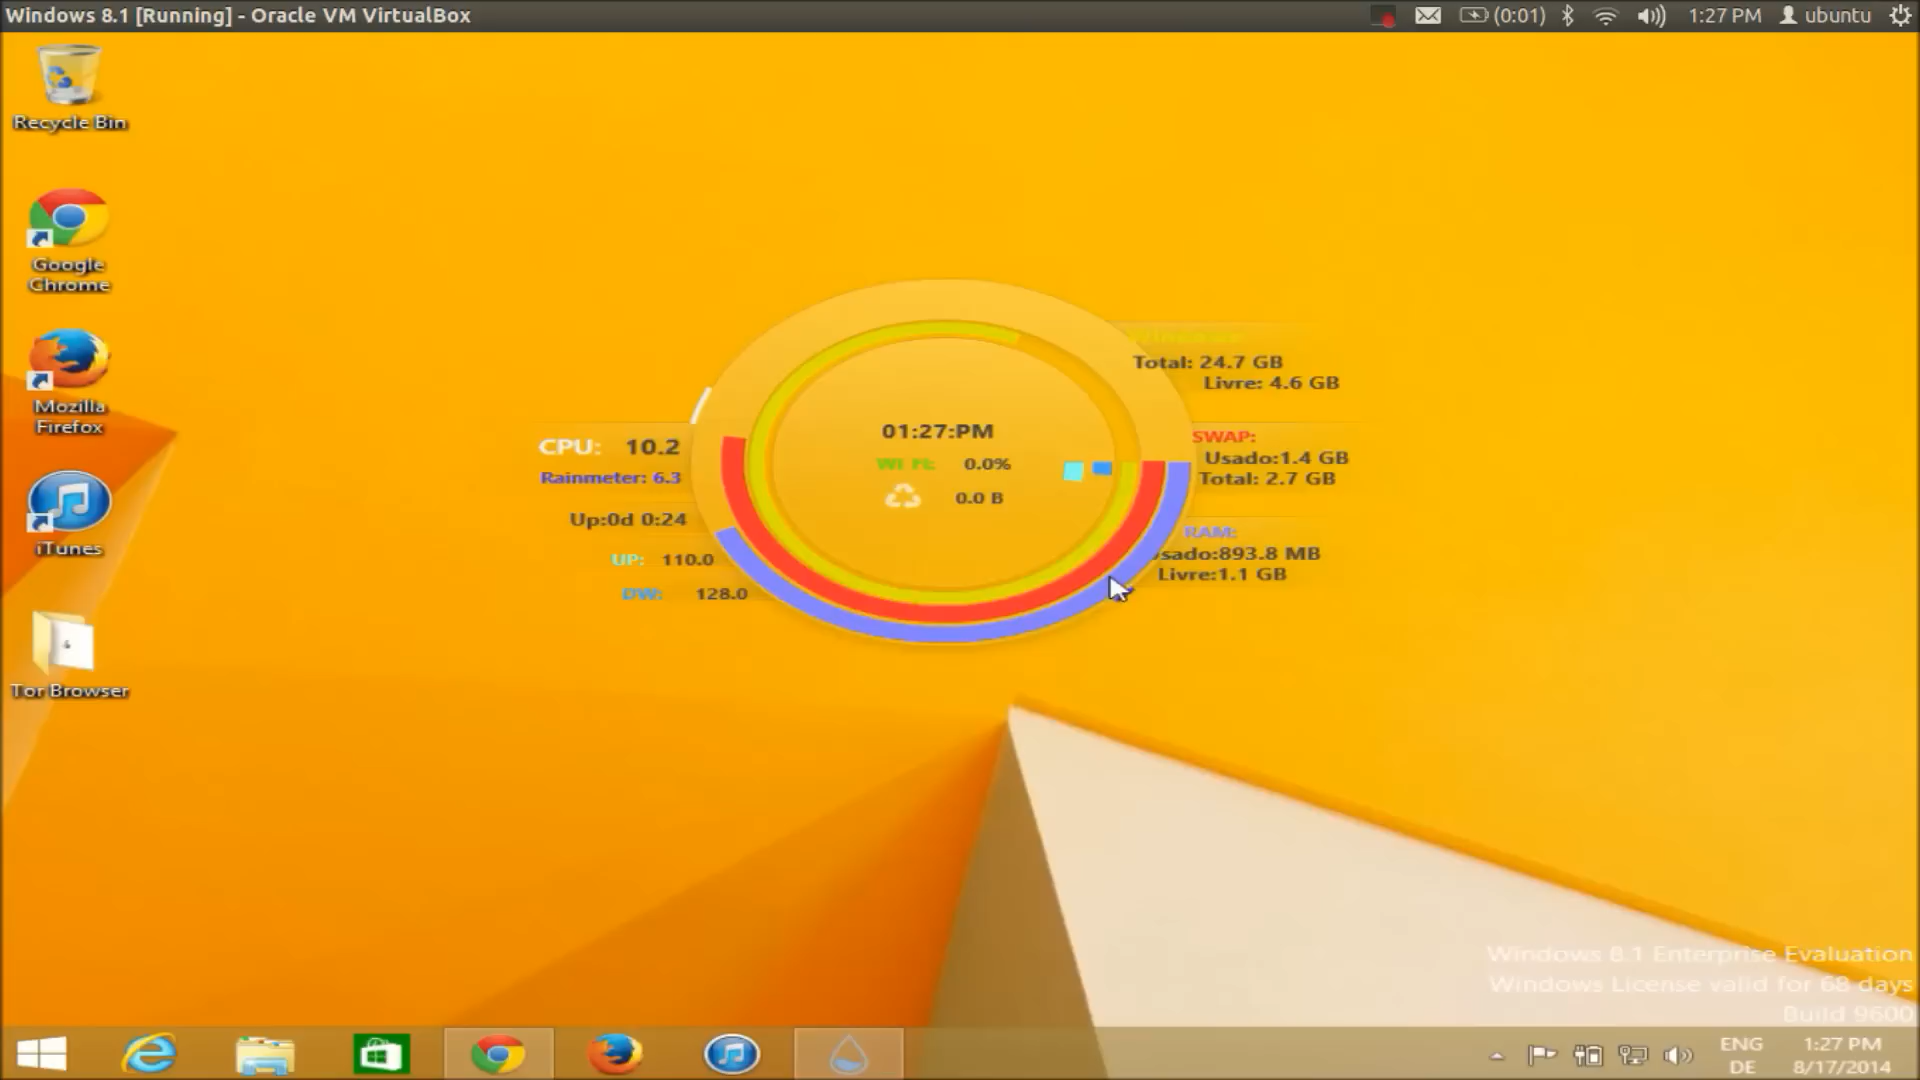 Windows 8.1 [Running] - Oracle VM VirtualBox
(0:01)
1:27 PM
ubuntu
Recycle Bin
Google
Chrome
Mozilla
Firefox
iTunes
Tor Browser
Total: 24.7 GB
Livre: 4.6 GB
01:27:PM
WI FI: 0.0%
0.0 B
CPU: 10.2
Rainmeter: 6.3
Up:0d 0:24
UP: 110.0
DW: 128.0
SWAP:
Usado:1.4 GB
Total: 2.7 GB
RAM:
sado:893.8 MB
Livre:1.1 GB
Windows 8.1 Enterprise Evaluation
Windows License valid for 68 days
Build 9600
ENG
DE
1:27 PM
8/17/2014